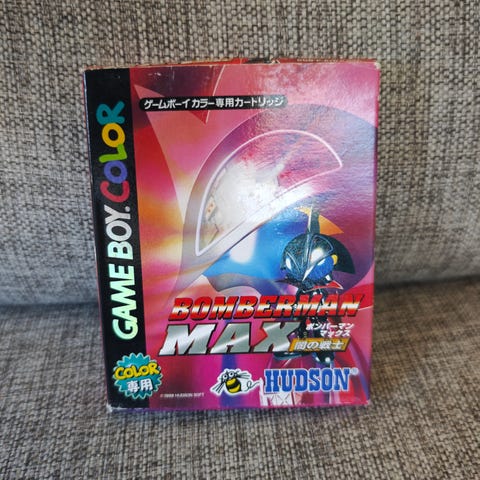 ゲームボーイカラー専用カートリッジ
GAME BOY COLOR
BOMBERMAN
MAX
ボンバーマン
マックス
闇の戦士
COLOR
専用
HUDSON®